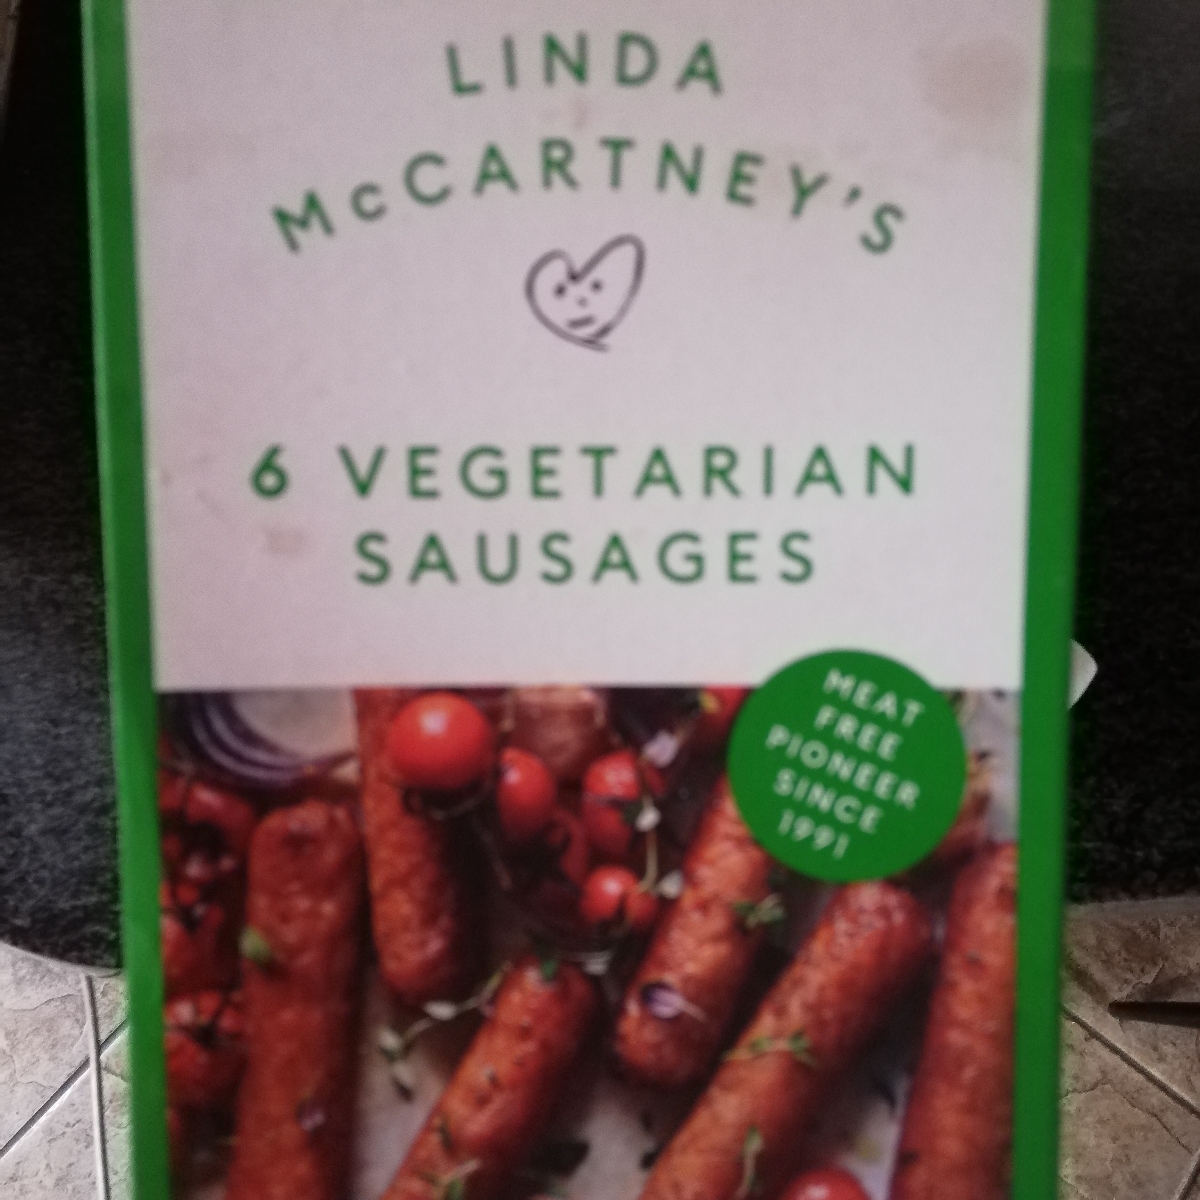 LINDA
McCARTNEY'S
6 VEGETARIAN
SAUSAGES
MEAT
FREE
PIONEER
SINCE
1991